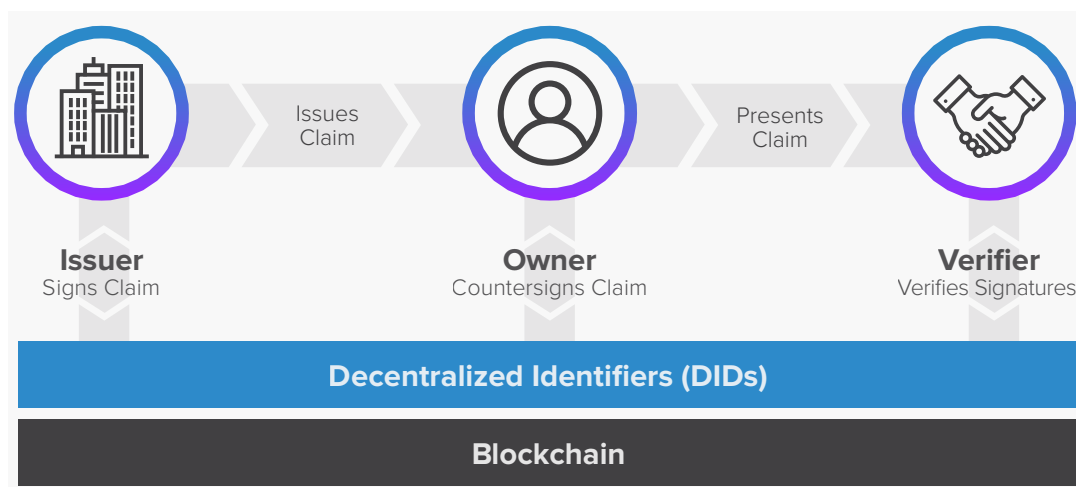 Issues
Claim
Presents
Claim
Issuer
Signs Claim
Owner
Countersigns Claim
Verifier
Verifies Signatures
Decentralized Identifiers (DIDs)
Blockchain